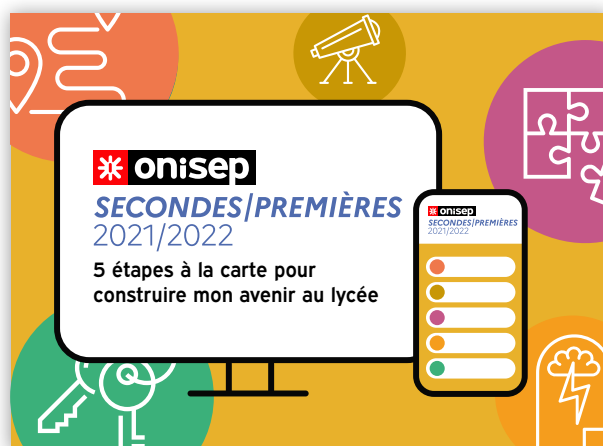 onisep
SECONDES|PREMIÈRES
2021/2022
5 étapes à la carte pour
construire mon avenir au lycée
onisep
SECONDES|PREMIÈRES
2021/2022